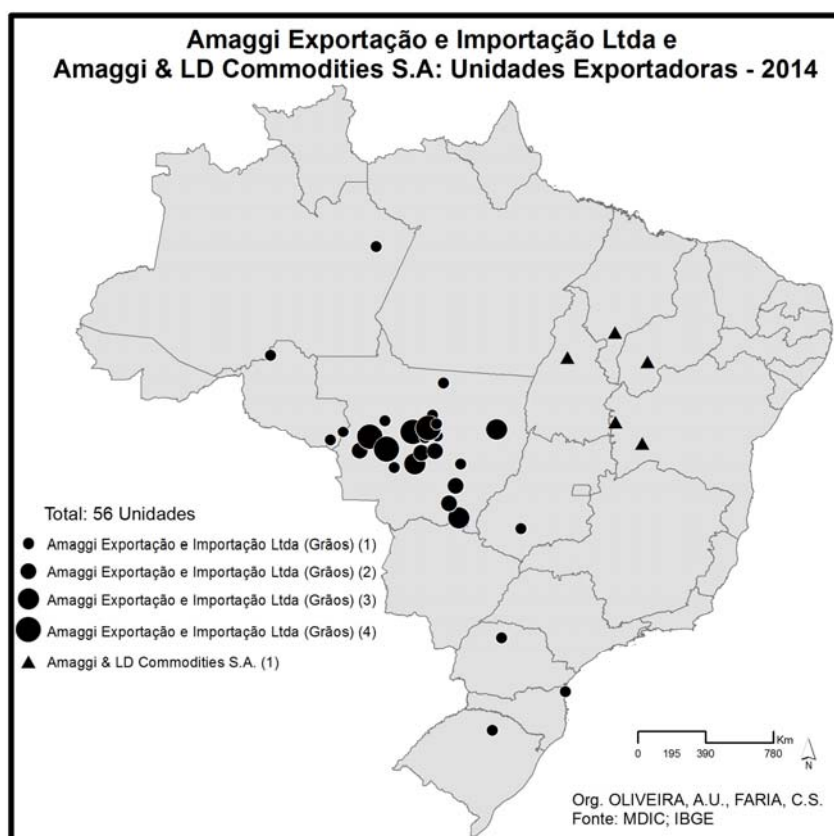 Amaggi Exportação e Importação Ltda e
Amaggi & LD Commodities S.A: Unidades Exportadoras - 2014
Total: 56 Unidades
Amaggi Exportação e Importação Ltda (Grãos) (1)
Amaggi Exportação e Importação Ltda (Grãos) (2)
Amaggi Exportação e Importação Ltda (Grãos) (3)
Amaggi Exportação e Importação Ltda (Grãos) (4)
Amaggi & LD Commodities S.A. (1)
Km
0 195 390 780
N
Org. OLIVEIRA, A.U., FARIA, C.S.
Fonte: MDIC; IBGE